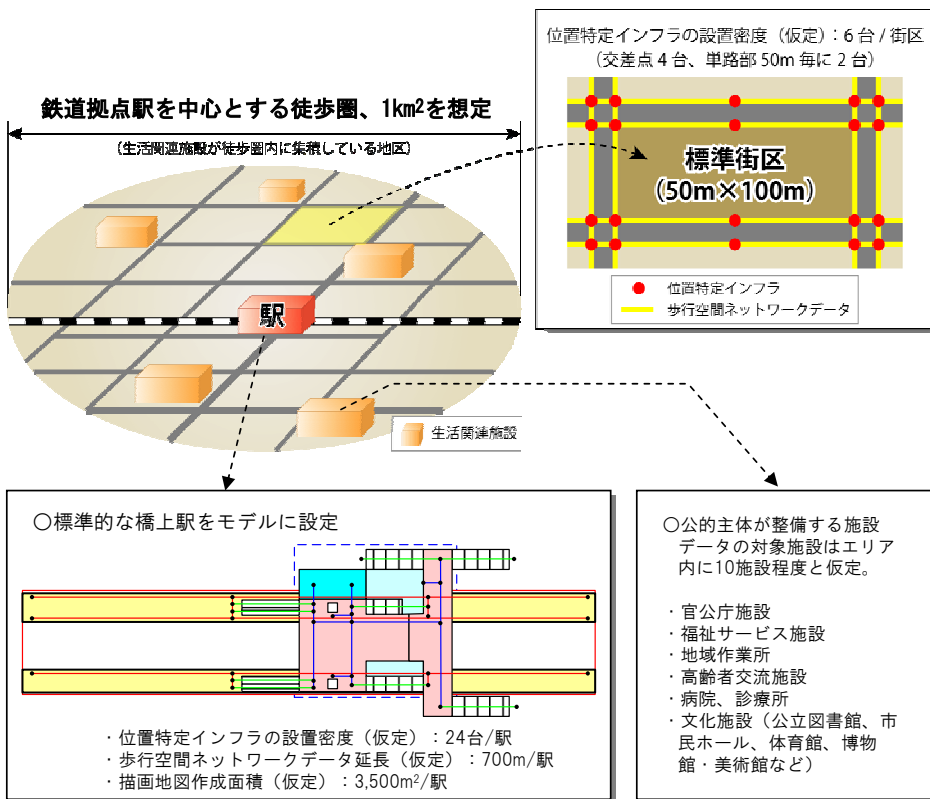 位置特定インフラの設置密度（仮定）：6台/街区
（交差点4台、単路部50m毎に2台）
鉄道拠点駅を中心とする徒歩圏、1km²を想定
（生活関連施設が徒歩圏内に集積している地区）
標準街区
（50m×100m）
位置特定インフラ
歩行空間ネットワークデータ
駅
生活関連施設
○標準的な橋上駅をモデルに設定
・位置特定インフラの設置密度（仮定）：24台/駅
・歩行空間ネットワークデータ延長（仮定）：700m/駅
・描画地図作成面積（仮定）：3,500m²/駅
○公的主体が整備する施設
データの対象施設はエリア
内に10施設程度と仮定。
・官公庁施設
・福祉サービス施設
・地域作業所
・高齢者交流施設
・病院、診療所
・文化施設（公立図書館、市
民ホール、体育館、博物
館・美術館など）